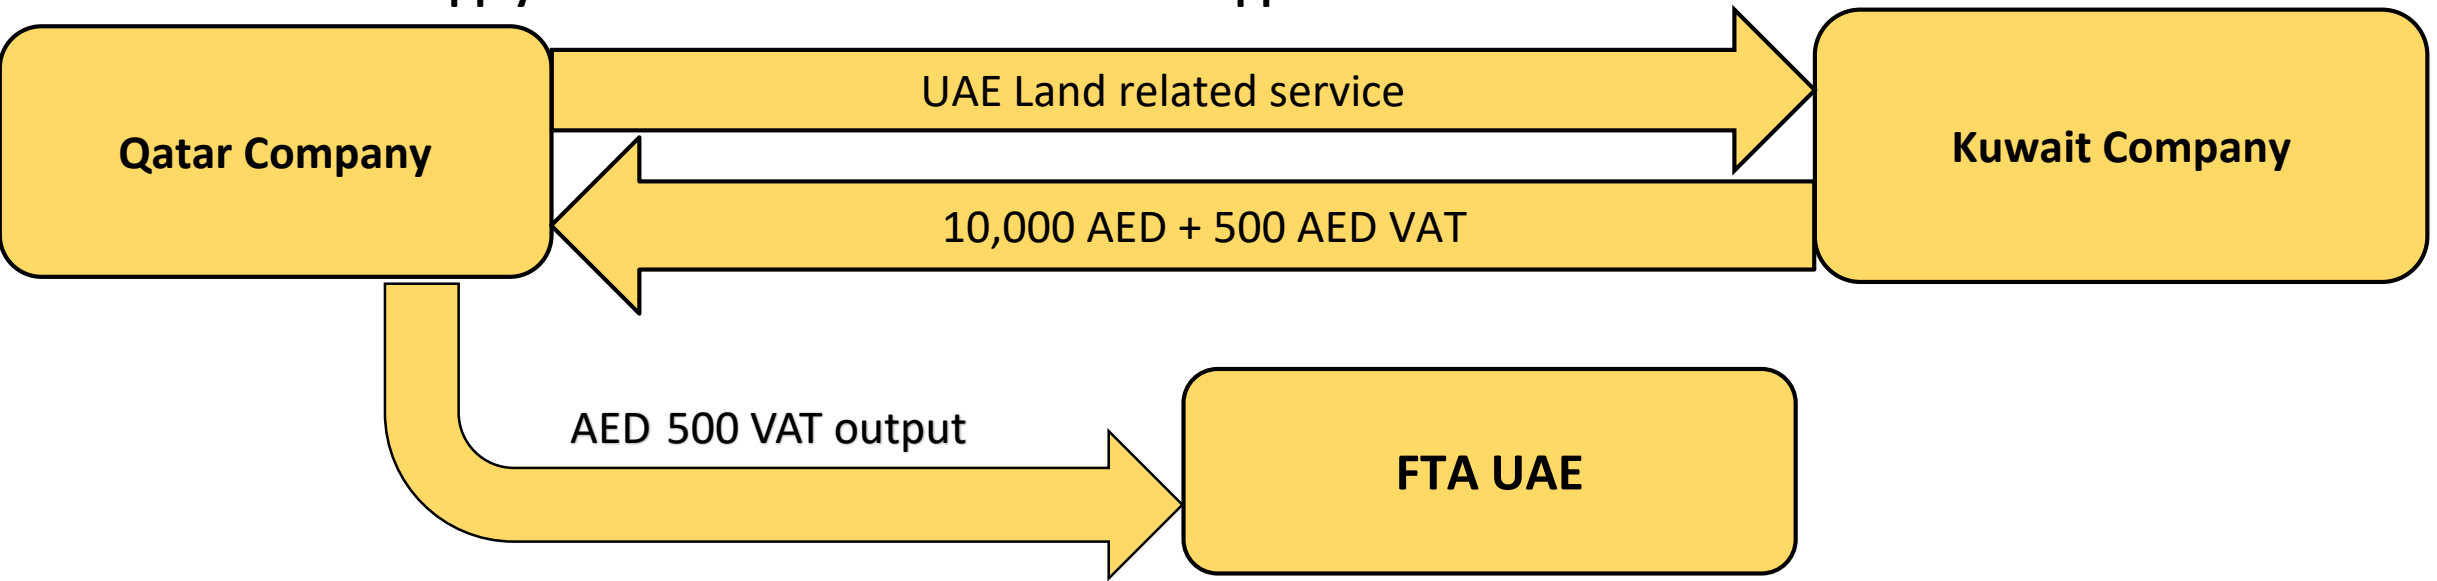 UAE Land related service
Qatar Company
Kuwait Company
10,000 AED + 500 AED VAT
AED 500 VAT output
FTA UAE